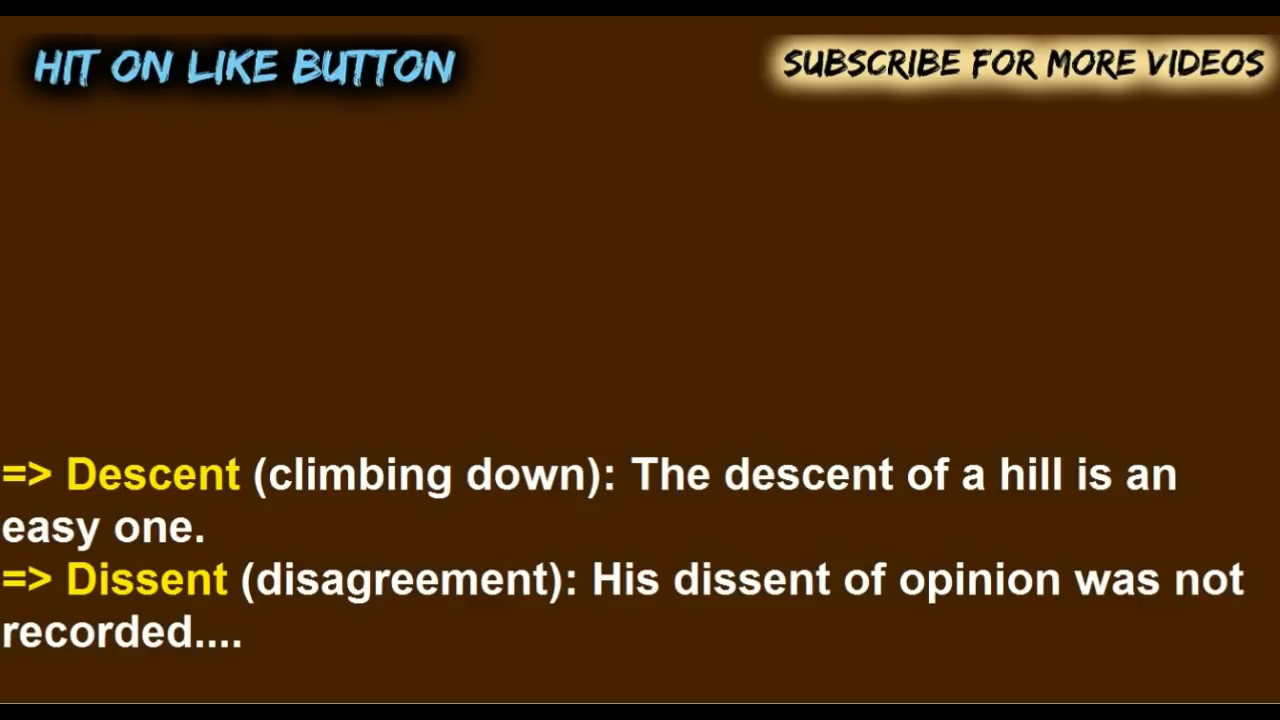 HIT ON LIKE BUTTON
SUBSCRIBE FOR MORE VIDEOS
=> Descent (climbing down): The descent of a hill is an
easy one.
=> Dissent (disagreement): His dissent of opinion was not
recorded....